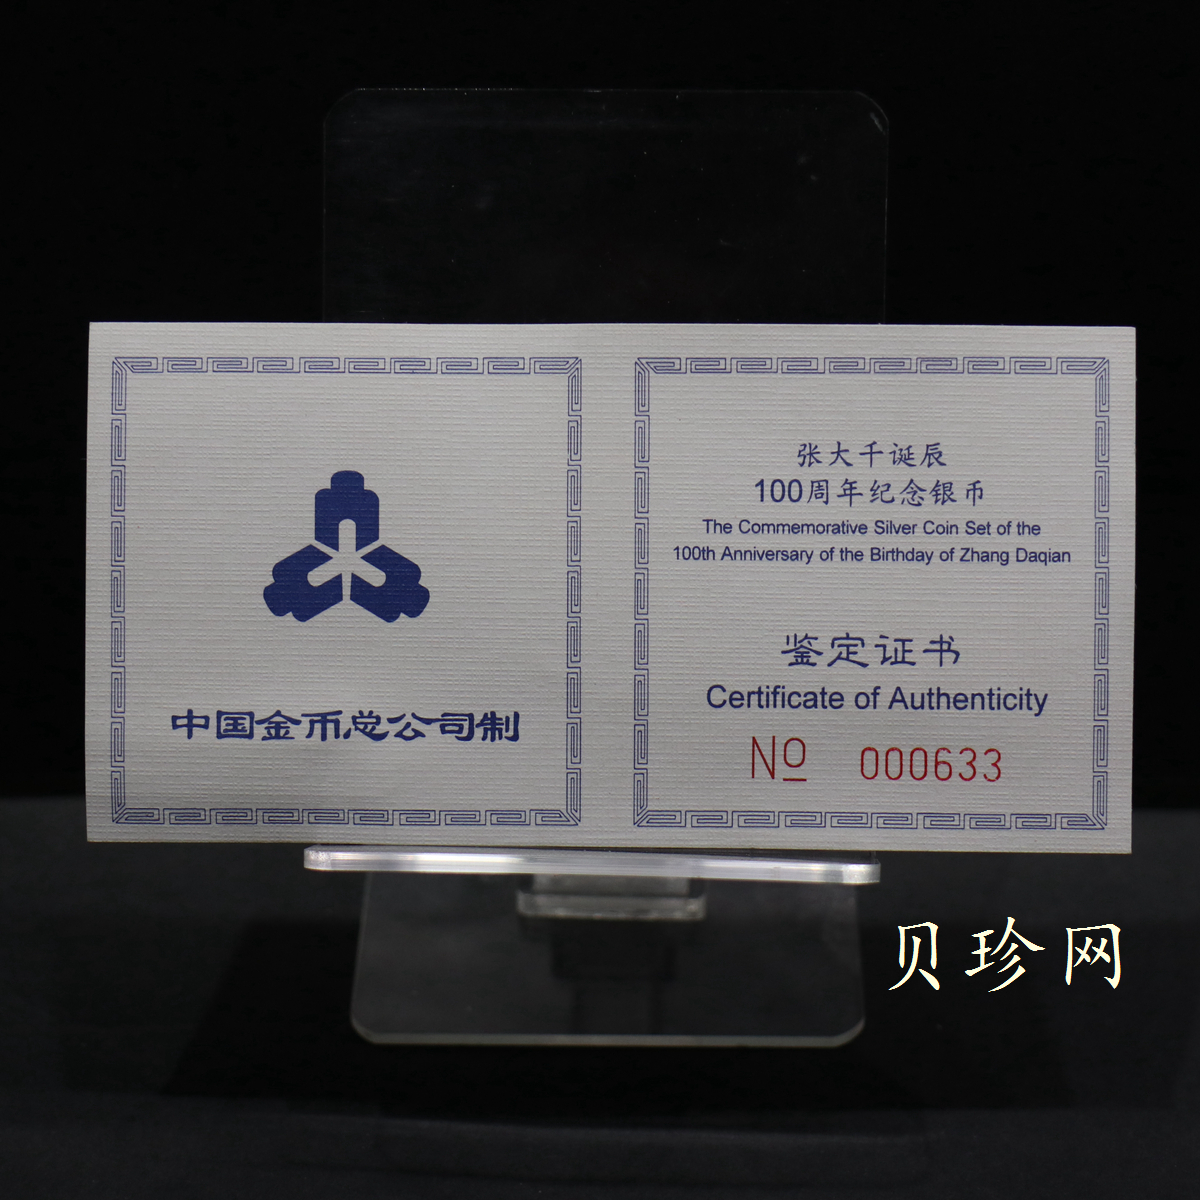 中国金币总公司制
张大千诞辰
100周年纪念银币
The Commemorative Silver Coin Set of the
100th Anniversary of the Birthday of Zhang Daqian
鉴定证书
Certificate of Authenticity
No 000633
贝珍网